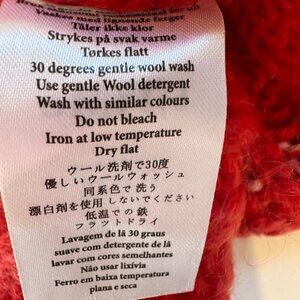 Vaskes med lignende farger
Tåler ikke klor
Strykes på svak varme
Tørkes flatt
30 degrees gentle wool wash
Use gentle Wool detergent
Wash with similar colours
Do not bleach
Iron at low temperature
Dry flat
ウール洗剤で30度
優しいウールウォッシュ
同系色で洗う
漂白剤を使用しないでください
低温での鉄
フラットドライ
Lavagem de lã 30 graus
suave com detergente de lã
lavar com cores semelhantes
Não usar lixívia
Ferro em baixa temperatura
plana e seca